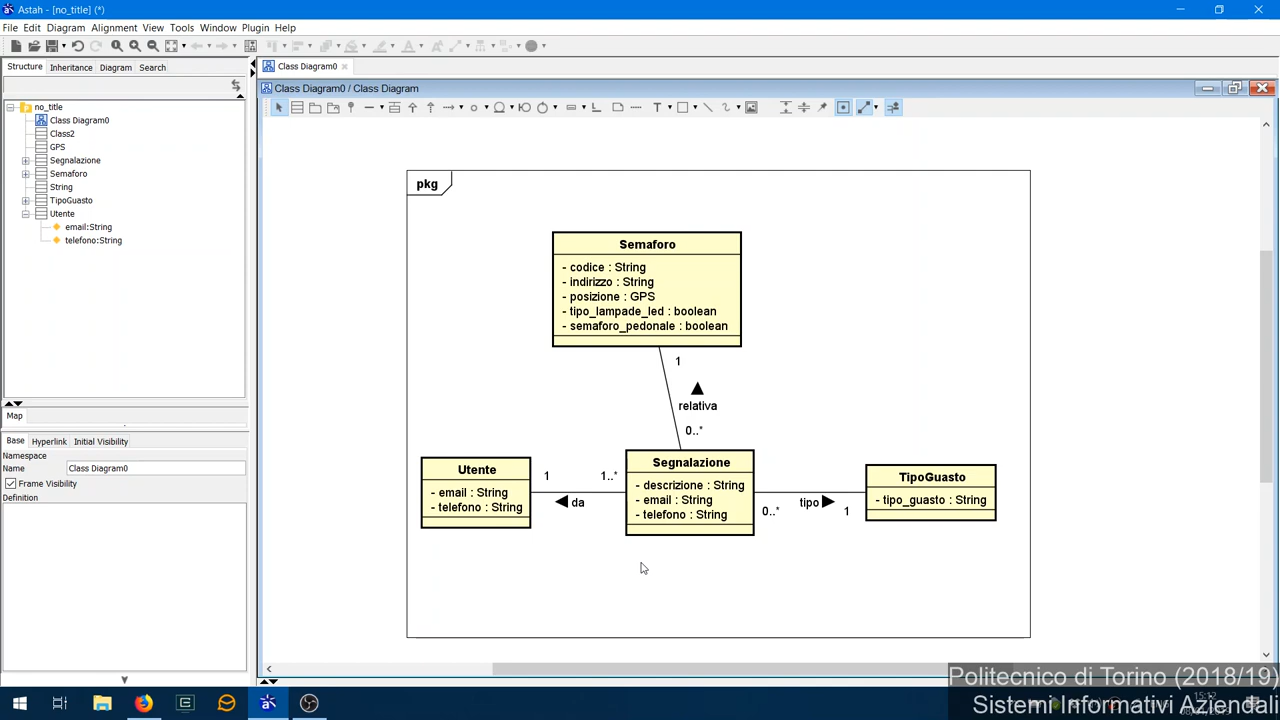 Astah - [no_title] (*)
File Edit Diagram Alignment View Tools Window Plugin Help
Structure Inheritance Diagram Search
Class Diagram0
Class Diagram0 / Class Diagram
no_title
Class Diagram0
Class2
GPS
Segnalazione
Semaforo
String
TipoGuasto
Utente
email:String
telefono:String
Map
Base Hyperlink Initial Visibility
Namespace
Name Class Diagram0
Frame Visibility
Definition
pkg
Semaforo
- codice : String
- indirizzo : String
- posizione : GPS
- tipo_lampade_led : boolean
- semaforo_pedonale : boolean
1
relativa
0..*
Utente
- email : String
- telefono : String
1
1..*
da
Segnalazione
- descrizione : String
- email : String
- telefono : String
0..*
tipo
1
TipoGuasto
- tipo_guasto : String
Politecnico di Torino (2018/19)
15:12
Sistemi Informativi Aziendali